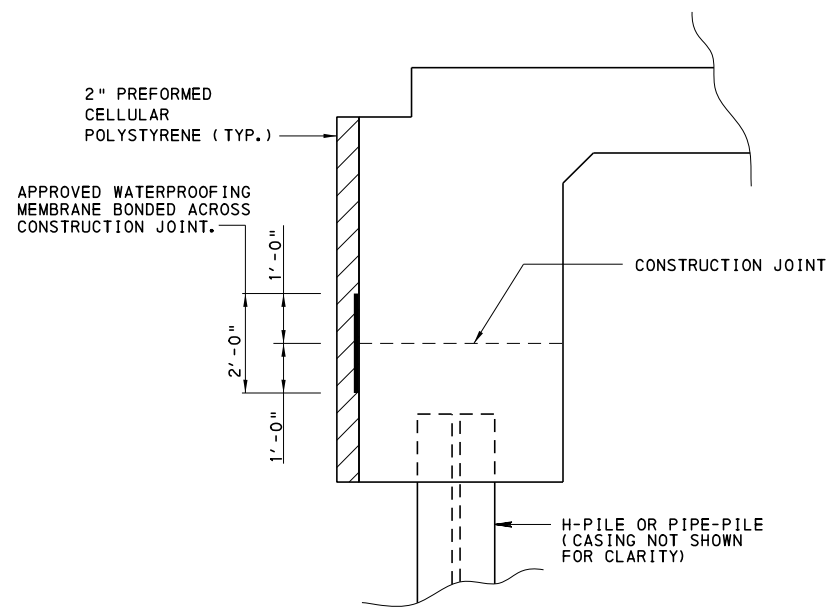 2" PREFORMED
CELLULAR
POLYSTYRENE (TYP.)
APPROVED WATERPROOFING
MEMBRANE BONDED ACROSS
CONSTRUCTION JOINT.
1'-0"
CONSTRUCTION JOINT
2'-0"
1'-0"
H-PILE OR PIPE-PILE
(CASING NOT SHOWN
FOR CLARITY)